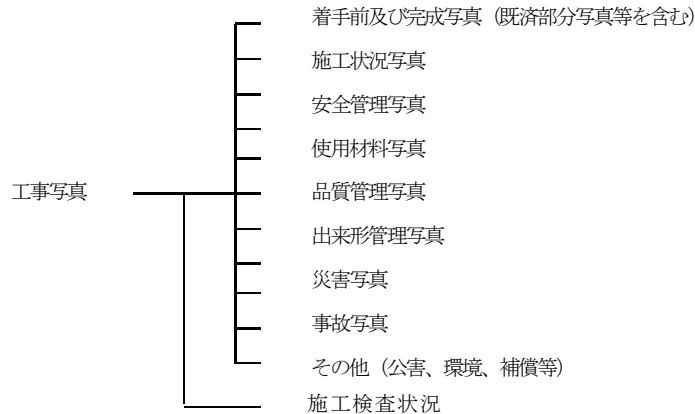 着手前及び完成写真（既済部分写真等を含む）
施工状況写真
安全管理写真
使用材料写真
工事写真
品質管理写真
出来形管理写真
災害写真
事故写真
その他（公害、環境、補償等）
施工検査状況